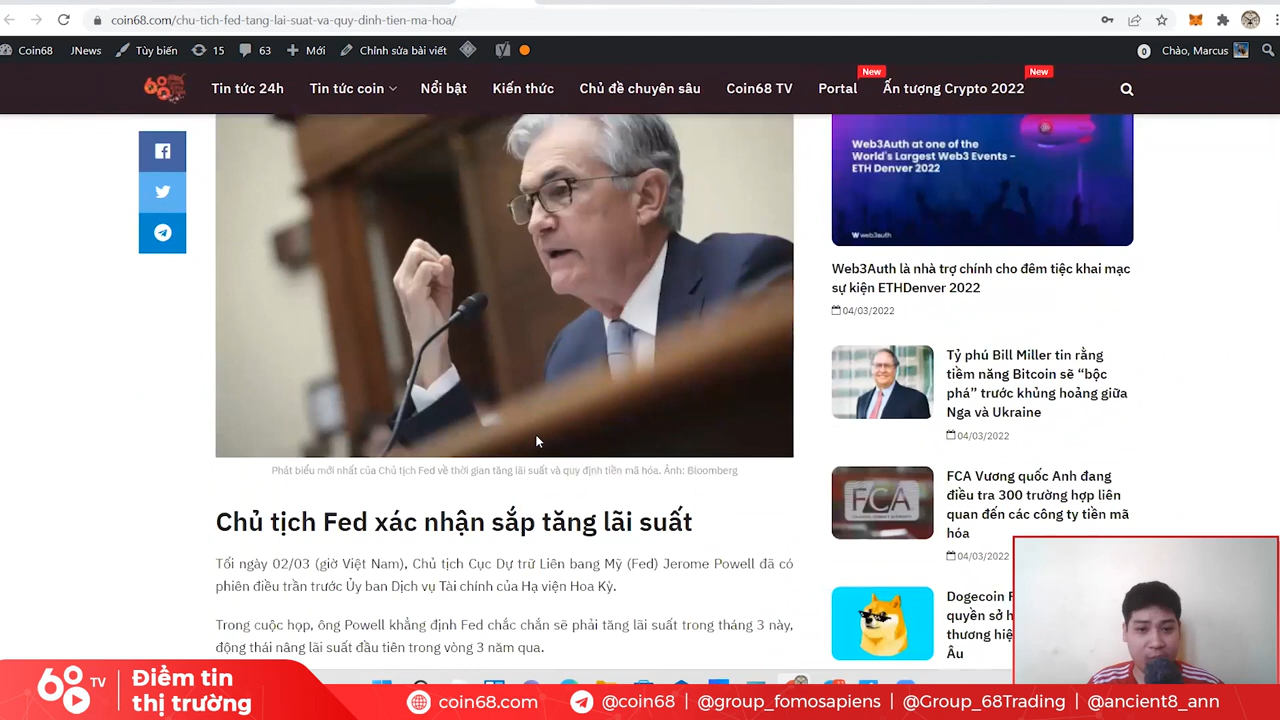 coin68.com/chu-tich-fed-tang-lai-suat-va-quy-dinh-tien-ma-hoa/
Coin68 JNews Tùy biến 15 63 Mới Chỉnh sửa bài viết 0 Chào, Marcus
New New
Tin tức 24h Tin tức coin Nổi bật Kiến thức Chủ đề chuyên sâu Coin68 TV Portal Ấn tượng Crypto 2022
Web3Auth at one of the
World's Largest Web3 Events -
ETH Denver 2022
web3auth
Web3Auth là nhà trợ chính cho đêm tiệc khai mạc
sự kiện ETHDenver 2022
04/03/2022
Tỷ phú Bill Miller tin rằng
tiềm năng Bitcoin sẽ “bộc
phá” trước khủng hoảng giữa
Nga và Ukraine
04/03/2022
FCA
FCA Vương quốc Anh đang
điều tra 300 trường hợp liên
quan đến các công ty tiền mã
hóa
04/03/2022
Dogecoin F
quyền sở h
thương hiệ
Âu
Phát biểu mới nhất của Chủ tịch Fed về thời gian tăng lãi suất và quy định tiền mã hóa. Ảnh: Bloomberg
Chủ tịch Fed xác nhận sắp tăng lãi suất
Tối ngày 02/03 (giờ Việt Nam), Chủ tịch Cục Dự trữ Liên bang Mỹ (Fed) Jerome Powell đã có
phiên điều trần trước Ủy ban Dịch vụ Tài chính của Hạ viện Hoa Kỳ.
Trong cuộc họp, ông Powell khẳng định Fed chắc chắn sẽ phải tăng lãi suất trong tháng 3 này,
động thái nâng lãi suất đầu tiên trong vòng 3 năm qua.
68 TV
Điểm tin
thị trường
coin68.com @coin68 | @group_fomosapiens | @Group_68Trading | @ancient8_ann